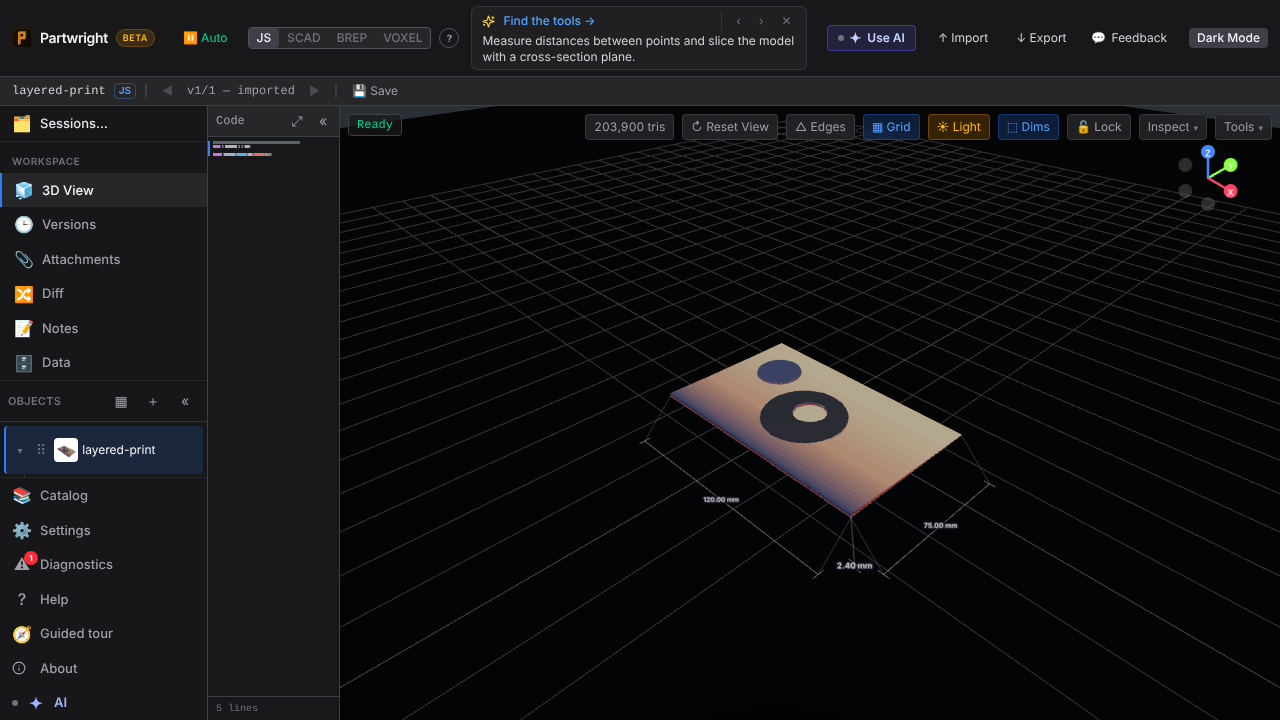 Partwright BETA
Auto
JS SCAD BREP VOXEL ?
Find the tools →
Measure distances between points and slice the model
with a cross-section plane.
Use AI
↑ Import
↓ Export
Feedback
Dark Mode
layered-print JS
v1/1 — imported
Save
Sessions...
WORKSPACE
3D View
Versions
Attachments
Diff
Notes
Data
OBJECTS
layered-print
Catalog
Settings
1
Diagnostics
? Help
Guided tour
About
AI
Code
5 lines
Ready
203,900 tris
↻ Reset View
△ Edges
Grid
Light
Dims
Lock
Inspect
Tools
Z
Y
X
120.00 mm
75.00 mm
2.40 mm